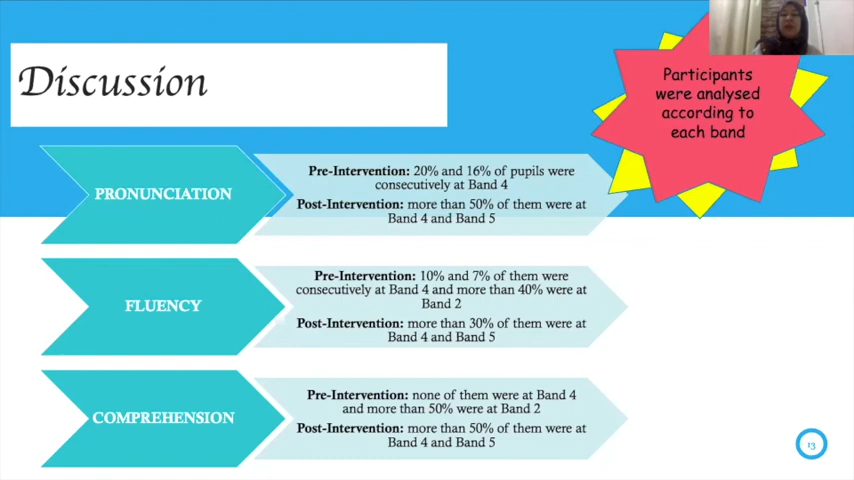 Discussion
Participants
were analysed
according to
each band
PRONUNCIATION
Pre-Intervention: 20% and 16% of pupils were
consecutively at Band 4
Post-Intervention: more than 50% of them were at
Band 4 and Band 5
FLUENCY
Pre-Intervention: 10% and 7% of them were
consecutively at Band 4 and more than 40% were at
Band 2
Post-Intervention: more than 30% of them were at
Band 4 and Band 5
COMPREHENSION
Pre-Intervention: none of them were at Band 4
and more than 50% were at Band 2
Post-Intervention: more than 50% of them were at
Band 4 and Band 5
13